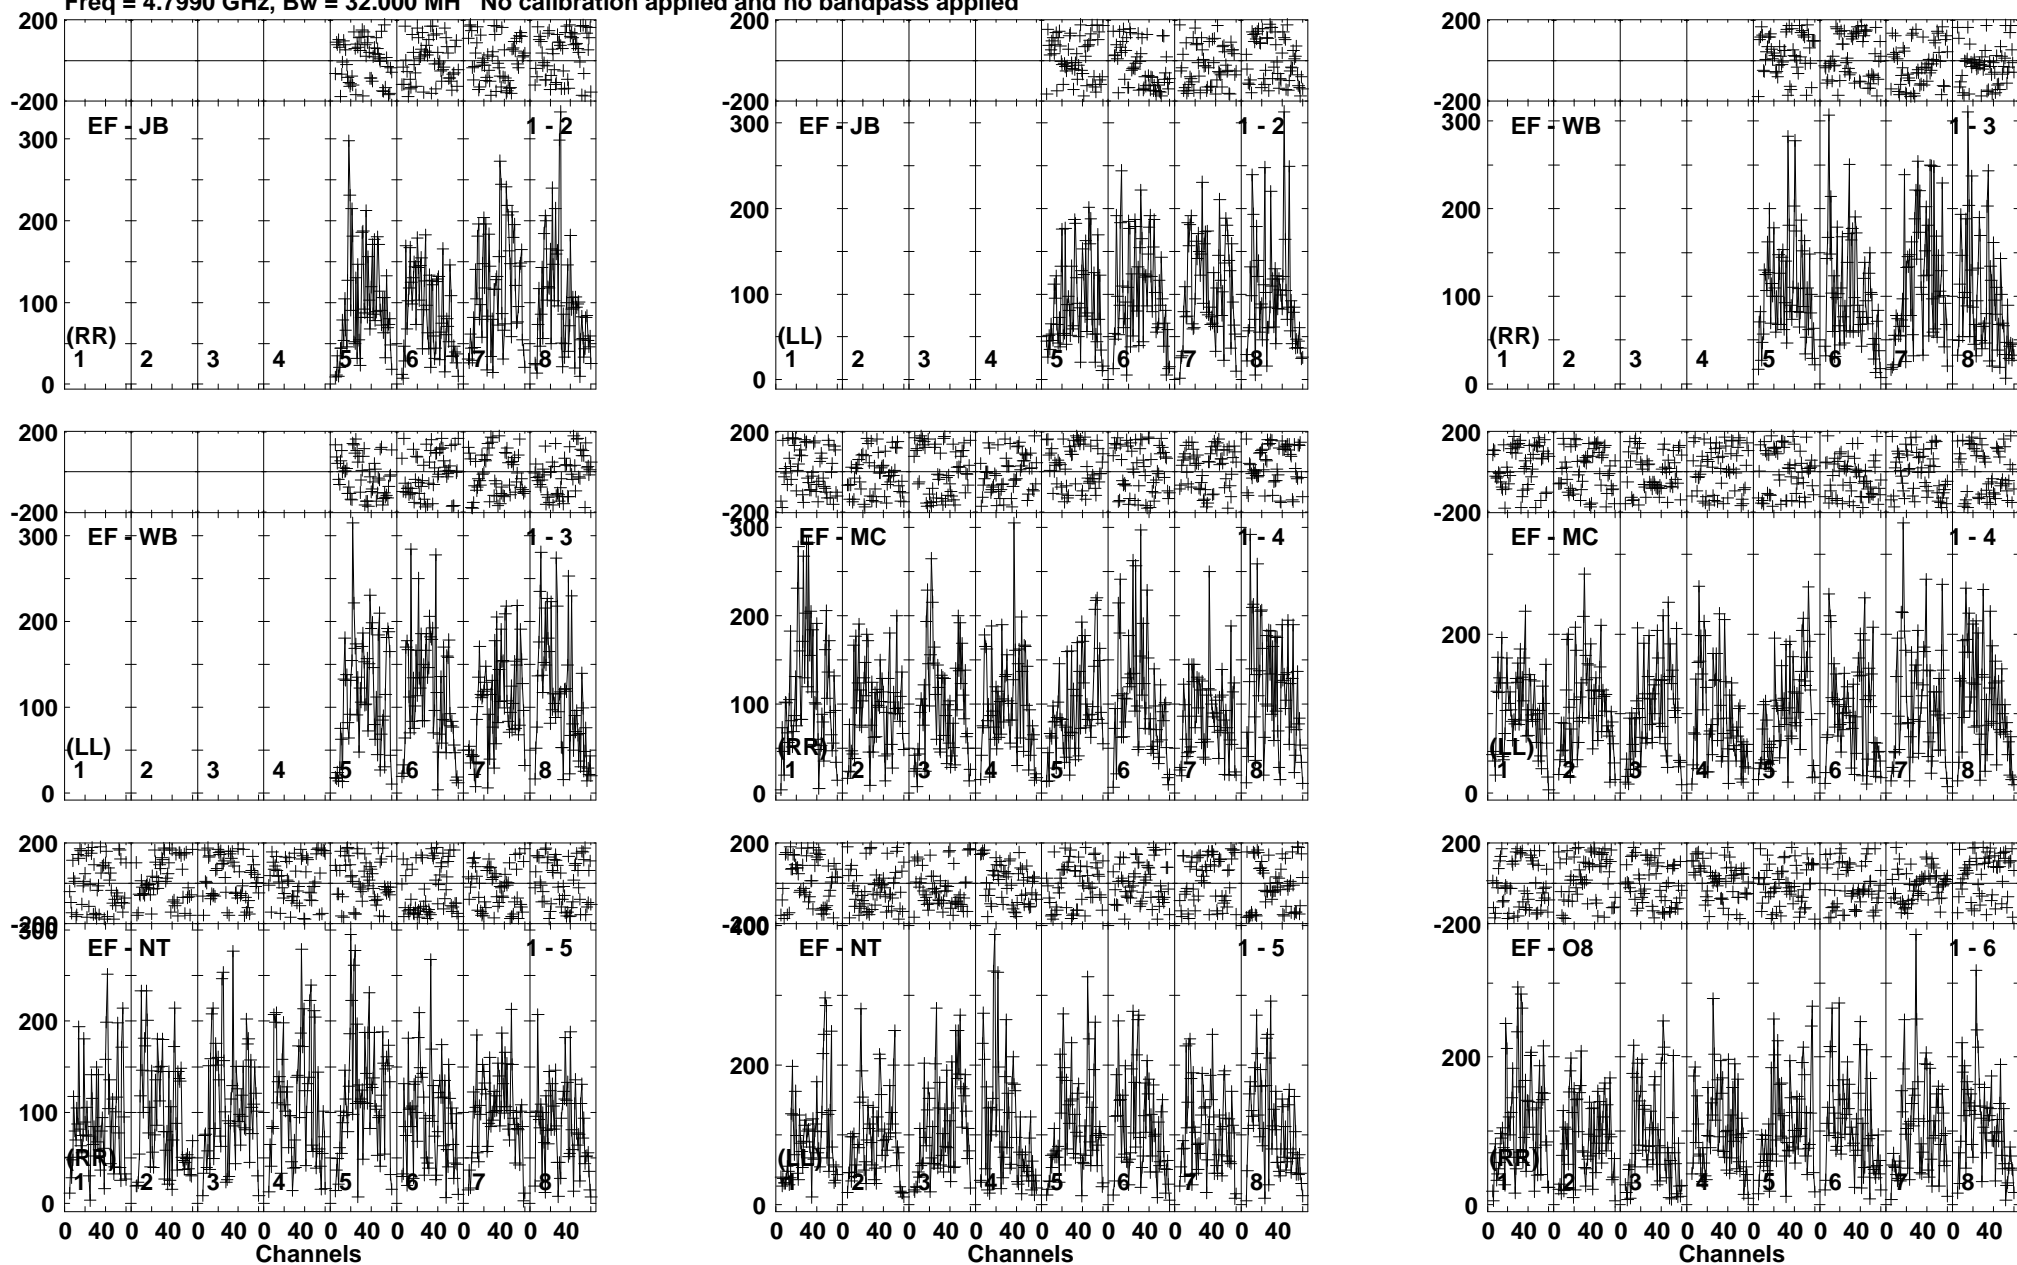 Freq = 4.7990 GHz, Bw = 32.000 MH   No calibration applied and no bandpass applied
200 200 200
-200 -200 -200
EF - JB 1 - 2 EF - JB 1 - 2 EF - WB 1 - 3
300 300 300
200 200 200
100 100 100
(RR) (LL) (RR)
1 2 3 4 5 6 7 8 1 2 3 4 5 6 7 8 1 2 3 4 5 6 7 8
0 0 0
200 200 200
-200 -200 -200
EF - WB 1 - 3 EF - MC 1 - 4 EF - MC 1 - 4
300 300
200 200 200
100 100
(LL) (RR) (LL)
1 2 3 4 5 6 7 8 1 2 3 4 5 6 7 8 1 2 3 4 5 6 7 8
0 0 0
200 200 200
-200 -200 -200
300 400
EF - NT 1 - 5 EF - NT 1 - 5 EF - O8 1 - 6
200 200 200
100
(RR) (LL) (RR)
1 2 3 4 5 6 7 8 1 2 3 4 5 6 7 8 1 2 3 4 5 6 7 8
0 0 0
0 40 0 40 0 40 0 40 0 40 0 40 0 40 0 40 0 40 0 40 0 40 0 40 0 40 0 40 0 40 0 40 0 40 0 40 0 40 0 40 0 40 0 40 0 40 0 40
Channels Channels Channels